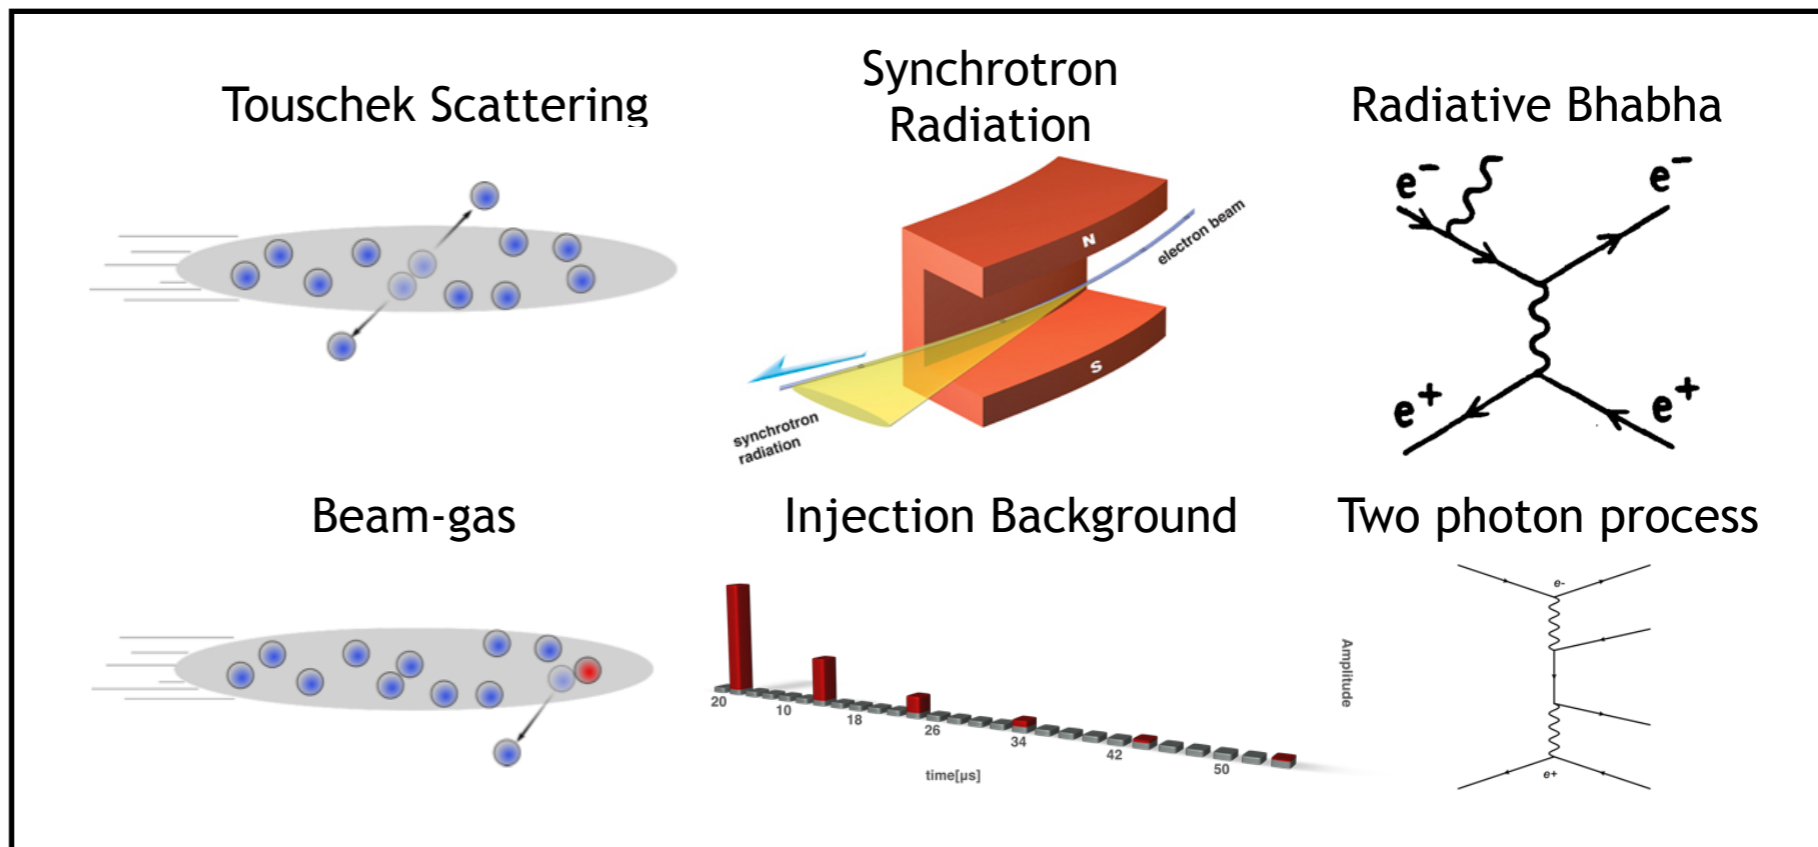 Touschek Scattering
Synchrotron
Radiation
N
electron beam
S
synchrotron
radiation
Radiative Bhabha
e-
e-
e+
e+
Beam-gas
Injection Background
20
10
18
26
34
42
50
time[μs]
Amplitude
Two photon process
e-
e+